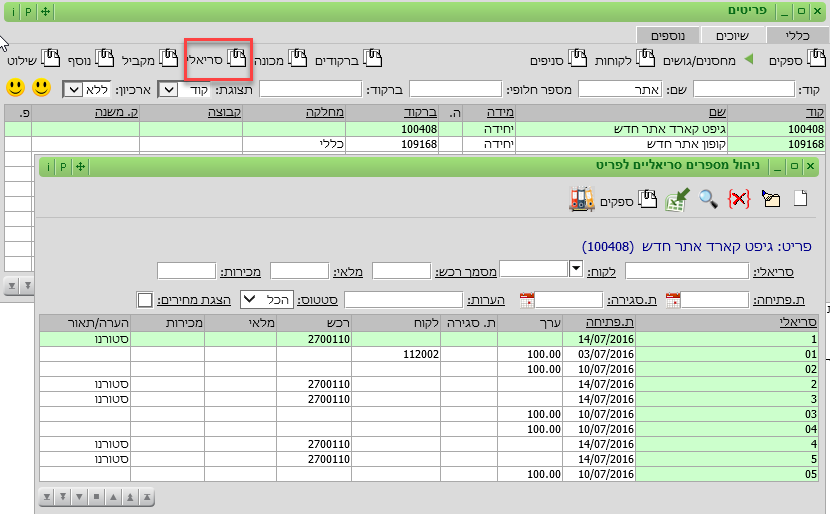 פריטים
i P
כללי שיוכים נוספים
ספקים מחסנים/גושים לקוחות סניפים ברקודים מכונה סריאלי מקביל נוסף שילוט
קוד: שם: אתר מספר חלופי: ברקוד: תצוגת: קוד ארכיון: ללא
קוד שם מידה ה. ברקוד מחלקה קבוצה ק. משנה פ.
100408 גיפט קארד אתר חדש יחידה 100408
109168 קופון אתר חדש יחידה 109168 כללי
ניהול מספרים סריאליים לפריט
i P
ספקים
פריט: גיפט קארד אתר חדש (100408)
סריאלי: לקוח: מסמר רכש: מלאי: מכירות:
ת.פתיחה: ת.סגירה: הערות: סטטוס: הכל הצגת מחירים:
סריאלי ת.פתיחה ערך ת. סגירה לקוח רכש מלאי מכירות הערה/תאור
1 14/07/2016 2700110 סטורנו
01 03/07/2016 100.00 112002
02 10/07/2016 100.00
2 14/07/2016 2700110 סטורנו
3 14/07/2016 2700110 סטורנו
03 10/07/2016 100.00
04 10/07/2016 100.00
4 14/07/2016 2700110 סטורנו
5 14/07/2016 2700110 סטורנו
05 10/07/2016 100.00